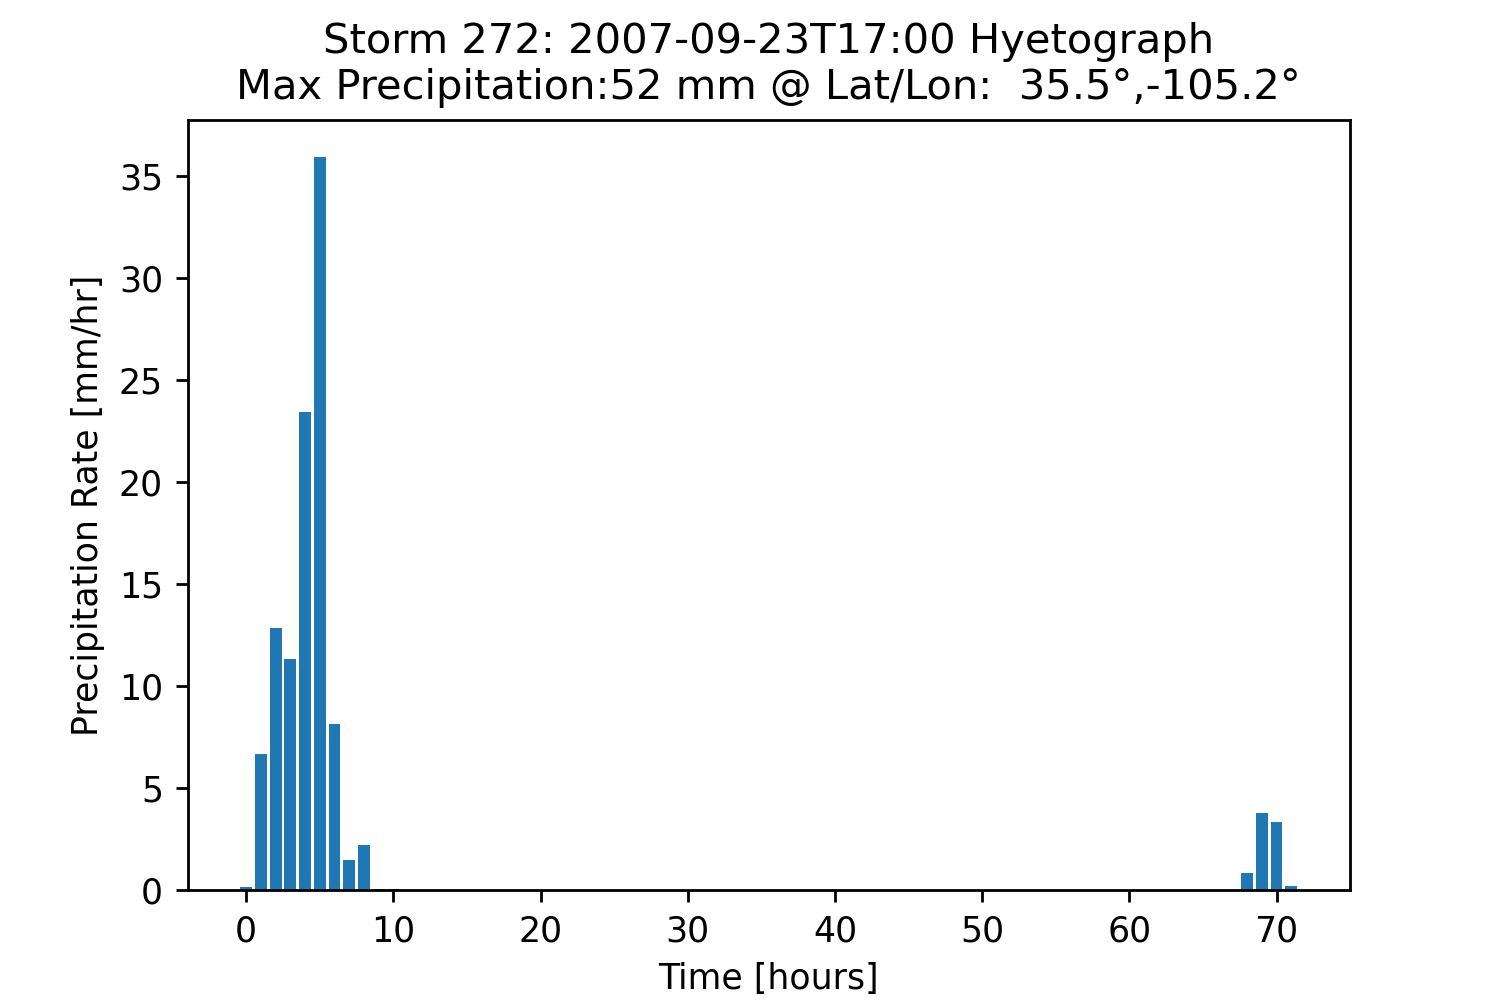 Storm 272: 2007-09-23T17:00 Hyetograph
Max Precipitation:52 mm @ Lat/Lon:  35.5°,-105.2°
35
30
25
20
15
10
5
0
Precipitation Rate [mm/hr]
0 10 20 30 40 50 60 70
Time [hours]